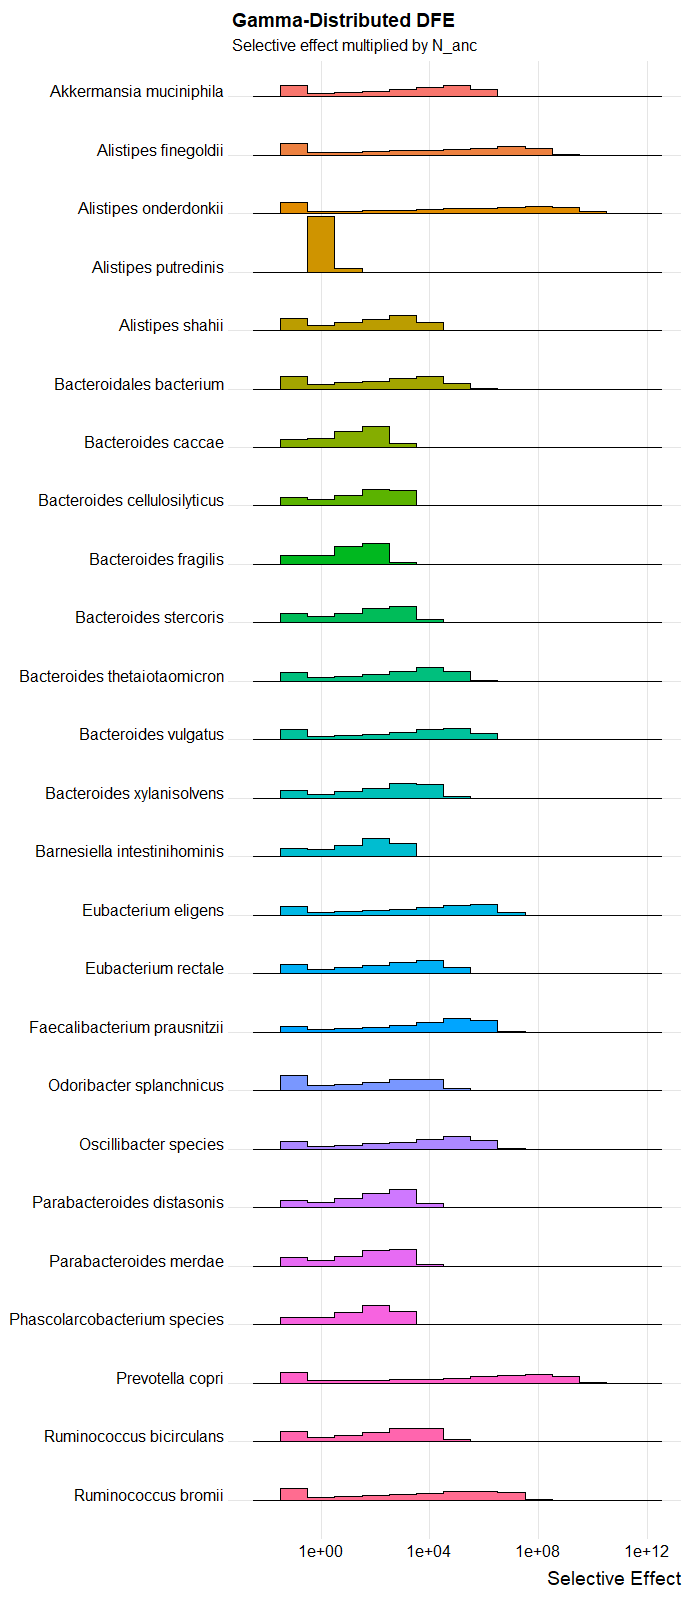 Gamma-Distributed DFE
Selective effect multiplied by N_anc
Akkermansia muciniphila
Alistipes finegoldii
Alistipes onderdonkii
Alistipes putredinis
Alistipes shahii
Bacteroidales bacterium
Bacteroides caccae
Bacteroides cellulosilyticus
Bacteroides fragilis
Bacteroides stercoris
Bacteroides thetaiotaomicron
Bacteroides vulgatus
Bacteroides xylanisolvens
Barnesiella intestinihominis
Eubacterium eligens
Eubacterium rectale
Faecalibacterium prausnitzii
Odoribacter splanchnicus
Oscillibacter species
Parabacteroides distasonis
Parabacteroides merdae
Phascolarcobacterium species
Prevotella copri
Ruminococcus bicirculans
Ruminococcus bromii
1e+00 1e+04 1e+08 1e+12
Selective Effect